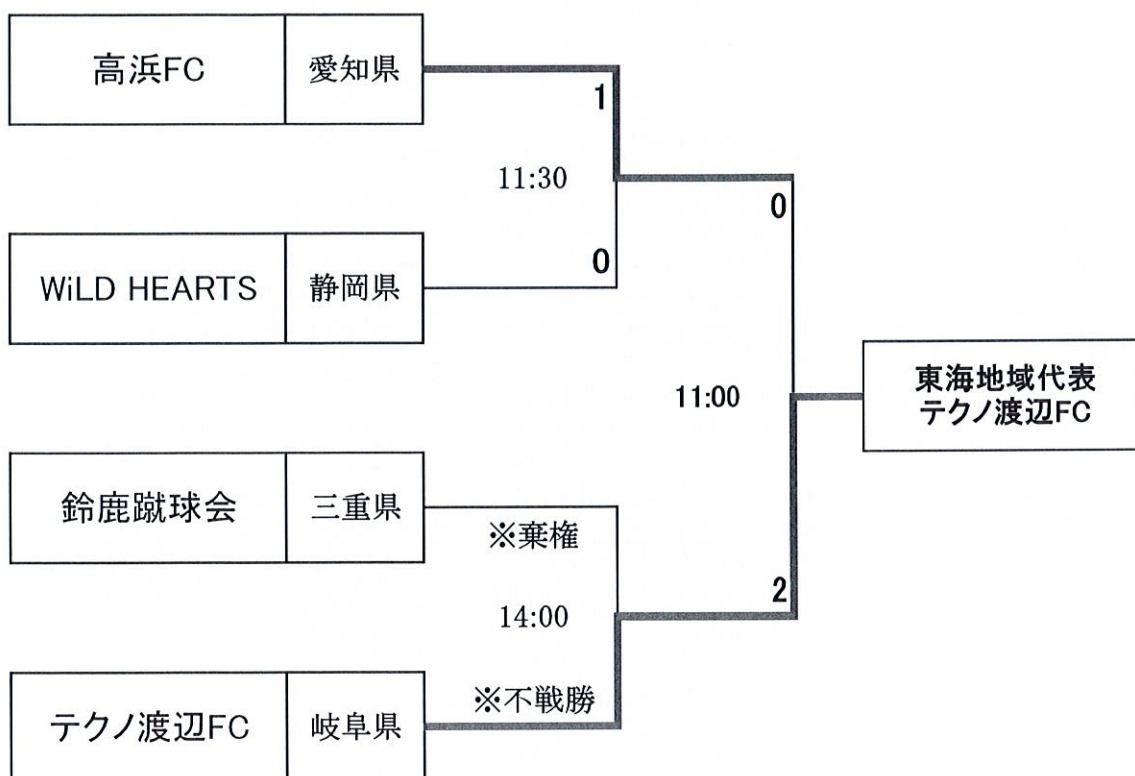 高浜FC 愛知県
1
11:30
0
0
WiLD HEARTS 静岡県
11:00
東海地域代表
テクノ渡辺FC
鈴鹿蹴球会 三重県
※棄権
2
14:00
※不戦勝
テクノ渡辺FC 岐阜県